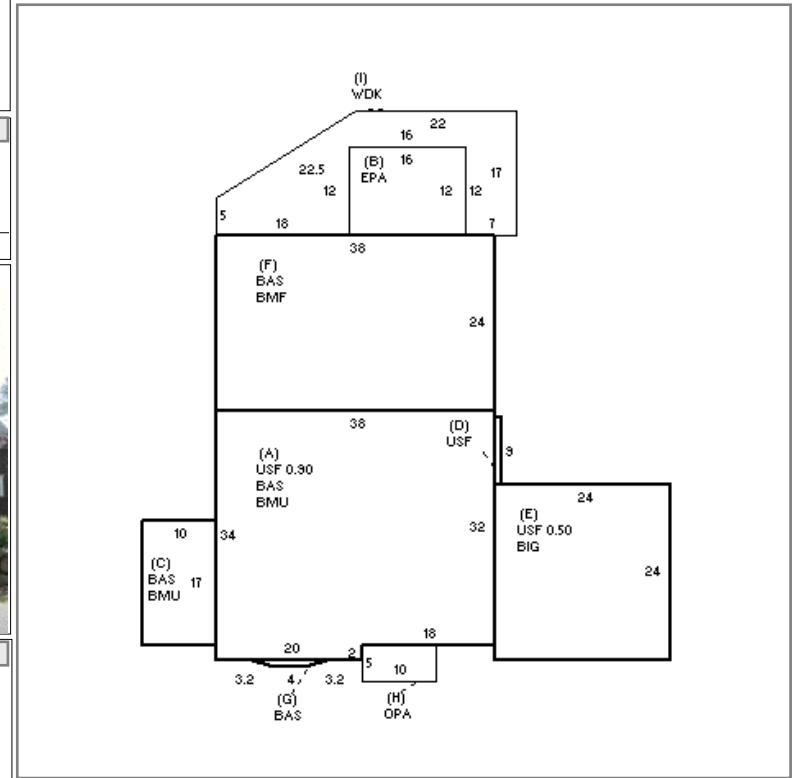 (I)
WDK
22
16
(B) 16
EPA
22.5
17
12
12 12
5
18
7
38
(F)
BAS
BMF
24
38
(D)
USF
9
(A)
USF 0.90
BAS
BMU
24
(E)
USF 0.50
BIG
10
34
32
(C)
BAS 17
BMU
24
18
20
2
5 10
3.2 4 3.2
(G)
BAS
(H)
OPA